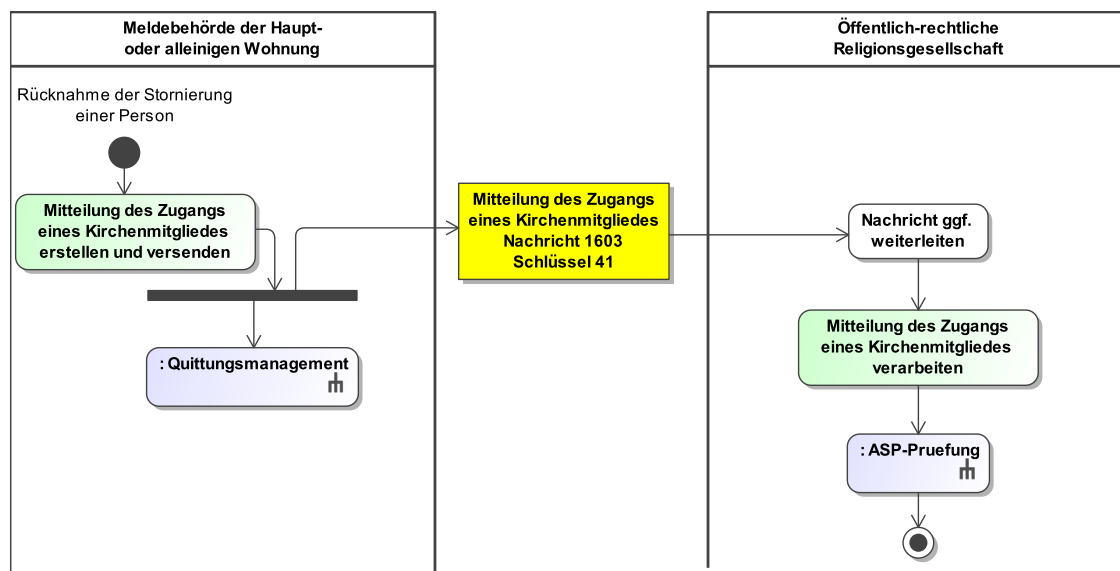 Meldebehörde der Haupt-
oder alleinigen Wohnung
Öffentlich-rechtliche
Religionsgesellschaft
Rücknahme der Stornierung
einer Person
Mitteilung des Zugangs
eines Kirchenmitgliedes
erstellen und versenden
: Quittungsmanagement
Mitteilung des Zugangs
eines Kirchenmitgliedes
Nachricht 1603
Schlüssel 41
Nachricht ggf.
weiterleiten
Mitteilung des Zugangs
eines Kirchenmitgliedes
verarbeiten
: ASP-Pruefung